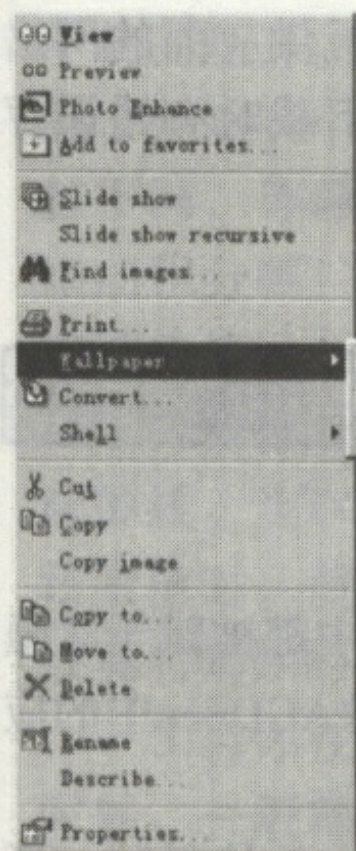 View
Preview
Photo Enhance
Add to favorites...
Slide show
Slide show recursive
Find images...
Print...
Wallpaper
Convert...
Shell
Cut
Copy
Copy image
Copy to...
Move to...
Delete
Rename
Describe...
Properties...